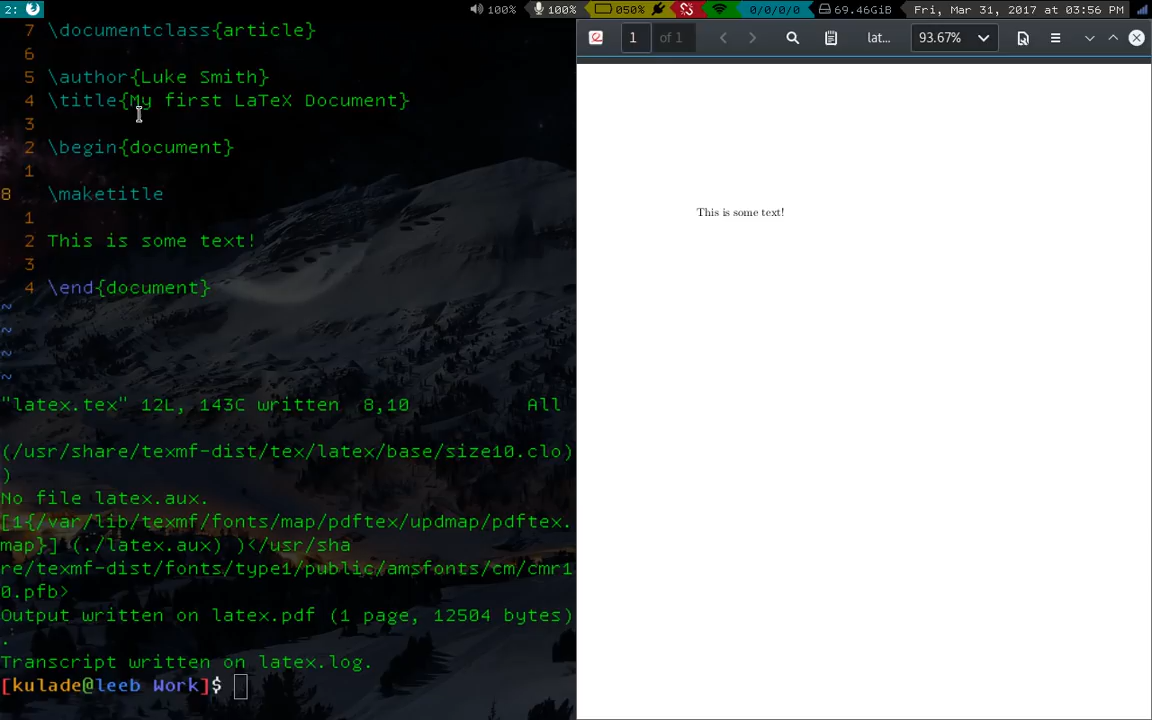 2:
100%
100%
050%
0/0/0/0
69.46GiB
Fri, Mar 31, 2017 at 03:56 PM
7 \documentclass{article}
6
5 \author{Luke Smith}
4 \title{My first LaTeX Document}
3
2 \begin{document}
1
8 \maketitle
1
2 This is some text!
3
4 \end{document}
~
~
~
~
"latex.tex" 12L, 143C written 8,10 All
(/usr/share/texmf-dist/tex/latex/base/size10.clo)
)
No file latex.aux.
[1{/var/lib/texmf/fonts/map/pdftex/updmap/pdftex.
map}] (./latex.aux) )</usr/sha
re/texmf-dist/fonts/type1/public/amsfonts/cm/cmr1
0.pfb>
Output written on latex.pdf (1 page, 12504 bytes)
.
Transcript written on latex.log.
[kulade@leeb Work]$
1 of 1
lat...
93.67%
This is some text!